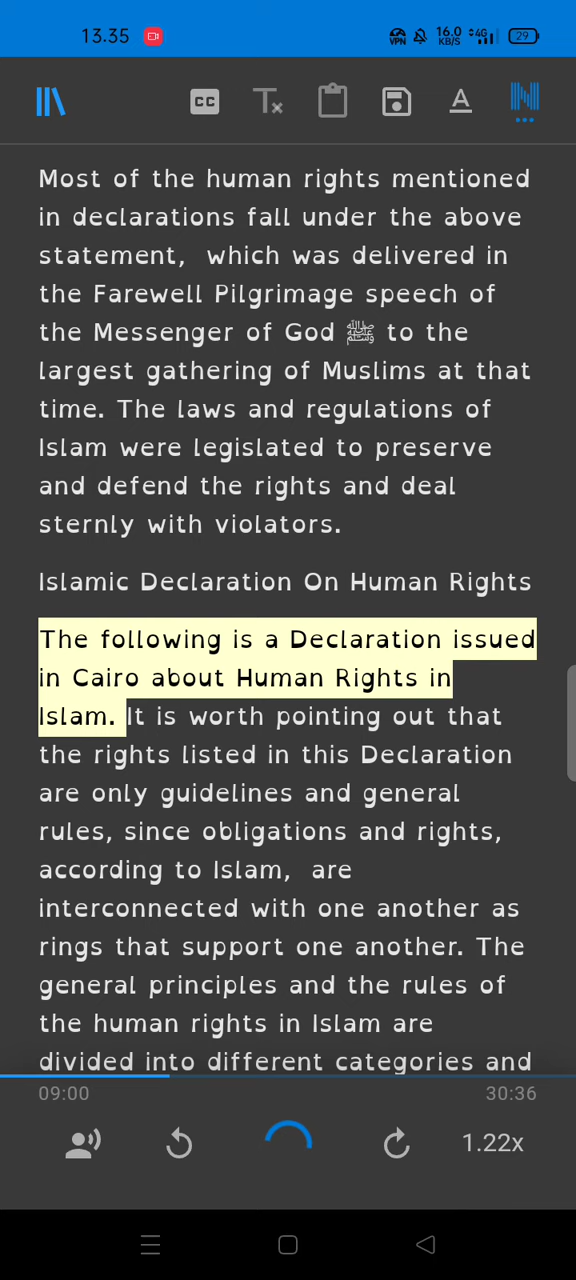 13.35
VPN
16.0
KB/S
4G
29
CC
Most of the human rights mentioned
in declarations fall under the above
statement,  which was delivered in
the Farewell Pilgrimage speech of
the Messenger of God ﷺ to the
largest gathering of Muslims at that
time. The laws and regulations of
Islam were legislated to preserve
and defend the rights and deal
sternly with violators.
Islamic Declaration On Human Rights
The following is a Declaration issued
in Cairo about Human Rights in
Islam. It is worth pointing out that
the rights listed in this Declaration
are only guidelines and general
rules, since obligations and rights,
according to Islam,  are
interconnected with one another as
rings that support one another. The
general principles and the rules of
the human rights in Islam are
divided into different categories and
09:00
30:36
1.22x